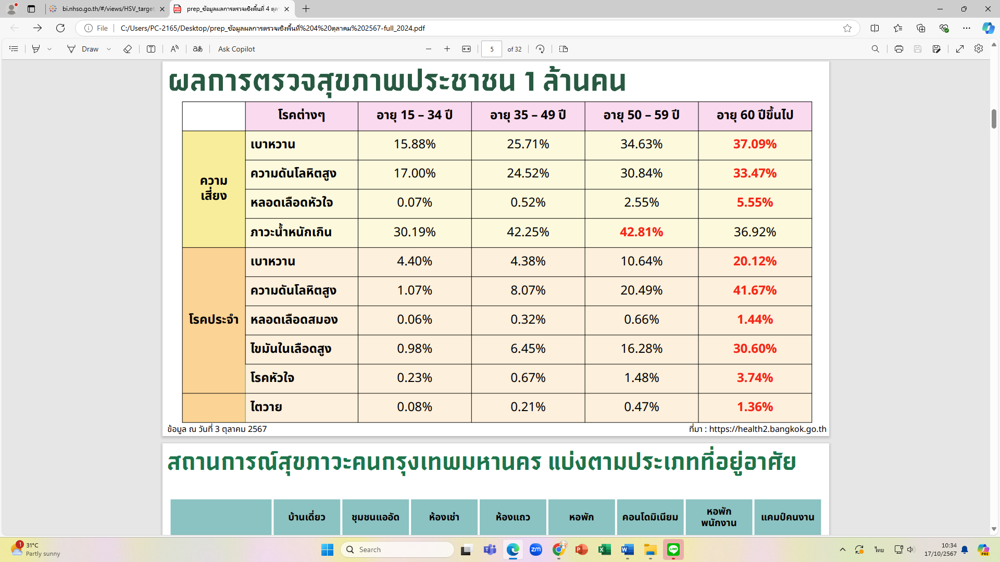 bi.nhso.go.th/#/views/HSV_target
prep_ข้อมูลผลการตรวจเชิงพื้นที่ 4 ตุลา
File
C:/Users/PC-2165/Desktop/prep_ข้อมูลผลการตรวจเชิงพื้นที่%204%20ตุลาคม%202567-full_2024.pdf
Draw
aあ
Ask Copilot
5 of 32
ผลการตรวจสุขภาพประชาชน 1 ล้านคน
โรคต่างๆ อายุ 15 – 34 ปี อายุ 35 – 49 ปี อายุ 50 – 59 ปี อายุ 60 ปีขึ้นไป
ความ
เสี่ยง
เบาหวาน 15.88% 25.71% 34.63% 37.09%
ความดันโลหิตสูง 17.00% 24.52% 30.84% 33.47%
หลอดเลือดหัวใจ 0.07% 0.52% 2.55% 5.55%
ภาวะน้ำหนักเกิน 30.19% 42.25% 42.81% 36.92%
โรคประจำ
เบาหวาน 4.40% 4.38% 10.64% 20.12%
ความดันโลหิตสูง 1.07% 8.07% 20.49% 41.67%
หลอดเลือดสมอง 0.06% 0.32% 0.66% 1.44%
ไขมันในเลือดสูง 0.98% 6.45% 16.28% 30.60%
โรคหัวใจ 0.23% 0.67% 1.48% 3.74%
ไตวาย 0.08% 0.21% 0.47% 1.36%
ข้อมูล ณ วันที่ 3 ตุลาคม 2567
ที่มา : https://health2.bangkok.go.th
สถานการณ์สุขภาวะคนกรุงเทพมหานคร แบ่งตามประเภทที่อยู่อาศัย
บ้านเดี่ยว ชุมชนแออัด ห้องเช่า ห้องแถว หอพัก คอนโดมิเนียม หอพัก
พนักงาน แคมป์คนงาน
1
31°C
Partly sunny
Search
zm
LINE
ไทย
10:34
17/10/2567
PRE